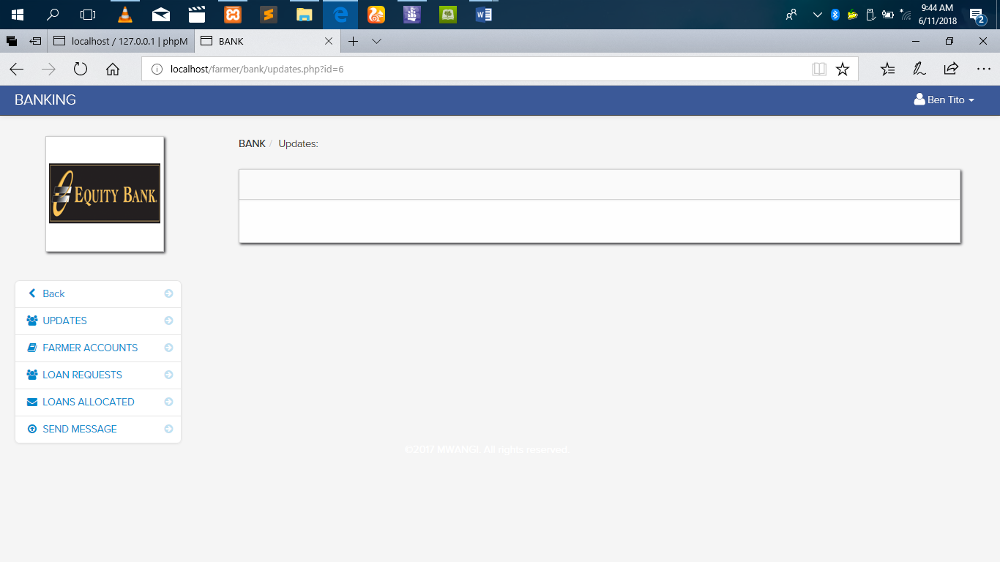 9:44 AM
6/11/2018
2
localhost / 127.0.0.1 | phpM
BANK
localhost/farmer/bank/updates.php?id=6
BANKING
Ben Tito
EQUITY BANK
BANK / Updates:
Back
UPDATES
FARMER ACCOUNTS
LOAN REQUESTS
LOANS ALLOCATED
SEND MESSAGE
©2017 MWANGI. All rights reserved.